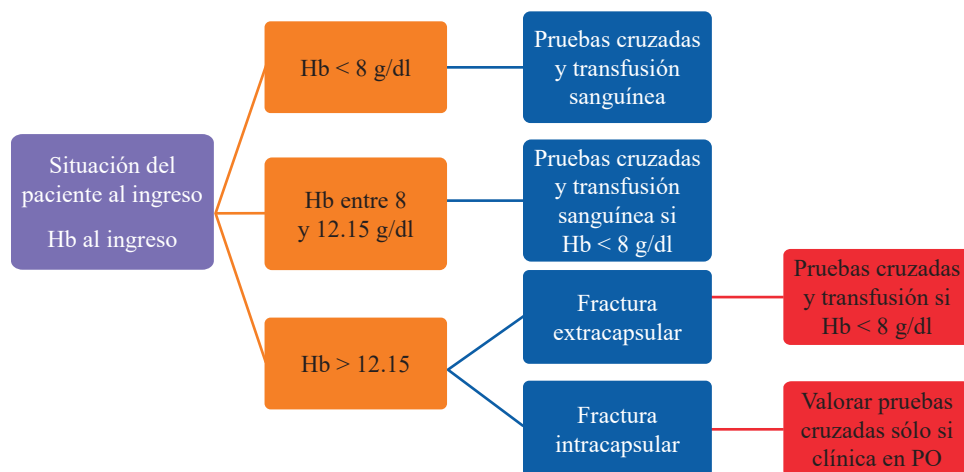 Situación del
paciente al ingreso
Hb al ingreso
Hb < 8 g/dl
Pruebas cruzadas
y transfusión
sanguínea
Hb entre 8
y 12.15 g/dl
Pruebas cruzadas
y transfusión
sanguínea si
Hb < 8 g/dl
Hb > 12.15
Fractura
extracapsular
Pruebas cruzadas
y transfusión si
Hb < 8 g/dl
Fractura
intracapsular
Valorar pruebas
cruzadas sólo si
clínica en PO